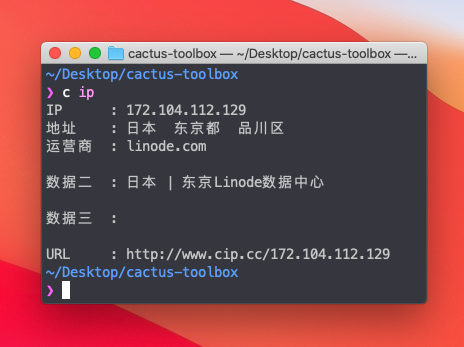 cactus-toolbox — ~/Desktop/cactus-toolbox —...
~/Desktop/cactus-toolbox
❯ c ip
IP : 172.104.112.129
地址 : 日本 东京都 品川区
运营商 : linode.com
数据二 : 日本 | 东京Linode数据中心
数据三 :
URL : http://www.cip.cc/172.104.112.129
~/Desktop/cactus-toolbox
❯